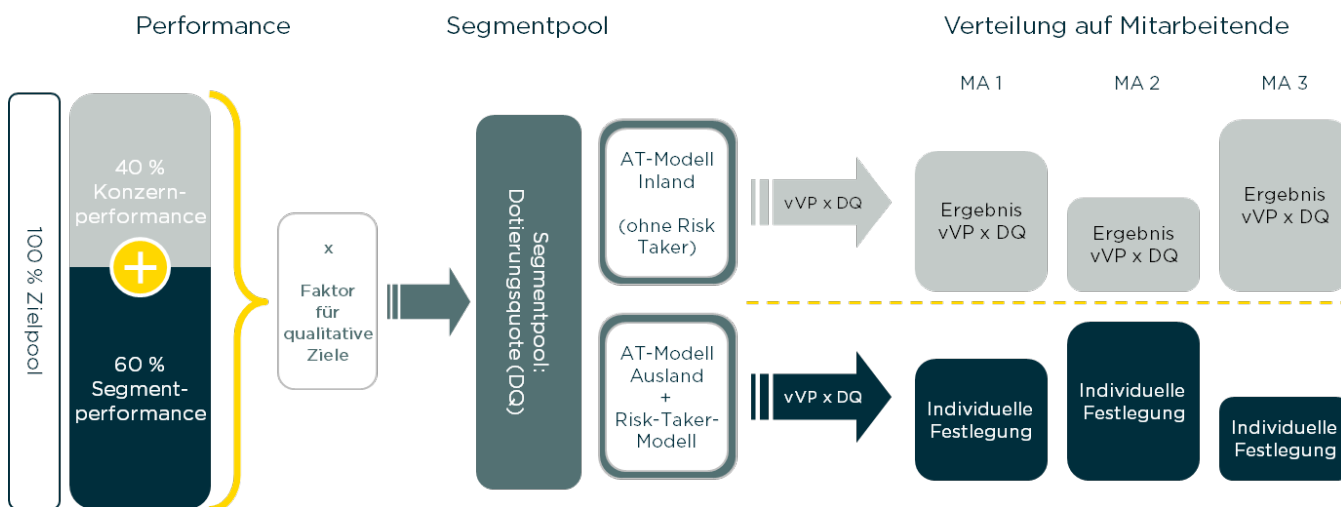 Performance
Segmentpool
Verteilung auf Mitarbeitende
MA 1
MA 2
MA 3
100 % Zielpool
40 %
Konzern-
performance
+
60 %
Segment-
performance
x
Faktor
für
qualitative
Ziele
Segmentpool:
Dotierungsquote (DQ)
AT-Modell
Inland
(ohne Risk
Taker)
vVP x DQ
Ergebnis
vVP x DQ
Ergebnis
vVP x DQ
Ergebnis
vVP x DQ
AT-Modell
Ausland
+
Risk-Taker-
Modell
vVP x DQ
Individuelle
Festlegung
Individuelle
Festlegung
Individuelle
Festlegung